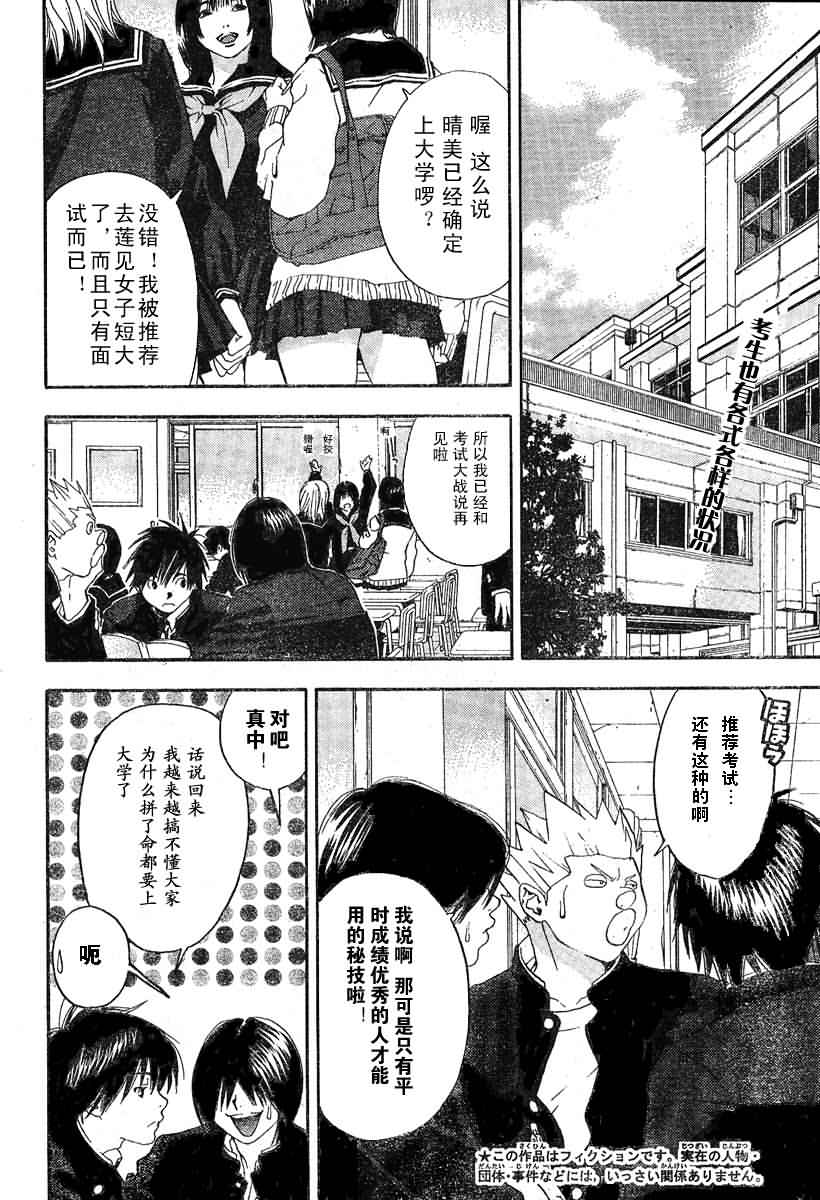 考生也有各式各样的状况
喔 这么说
晴美已经确定
上大学啰？
没错！我被推荐
去莲见女子短大
了，而且只有面
试而已！
所以我已经和
考试大战说再
见啦
有
好狡
猾喔
ほほう
推荐考试…
还有这种的啊
我说啊 那可是只有平
时成绩优秀的人才能
用的秘技啦！
对吧
真中！
话说回来
我越来越搞不懂大家
为什么拼了命都要上
大学了
呃
★この作品はフィクションです。実在の人物・
団体・事件などには、いっさい関係ありません。